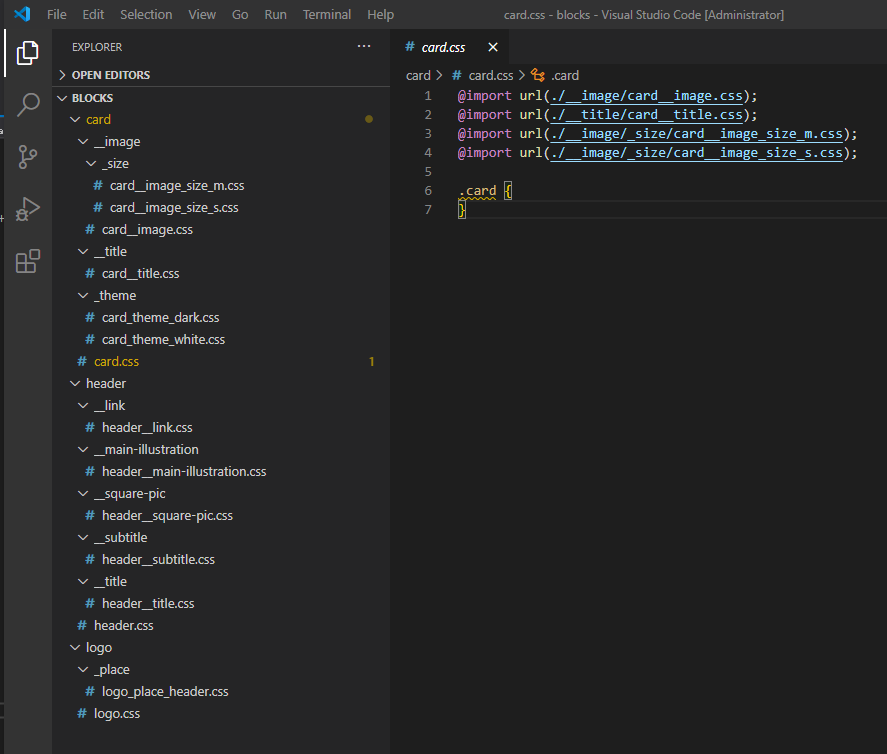 File Edit Selection View Go Run Terminal Help card.css - blocks - Visual Studio Code [Administrator]
EXPLORER ...
OPEN EDITORS
BLOCKS
card
__image
_size
# card__image_size_m.css
# card__image_size_s.css
# card__image.css
__title
# card__title.css
_theme
# card_theme_dark.css
# card_theme_white.css
# card.css 1
header
__link
# header__link.css
__main-illustration
# header__main-illustration.css
__square-pic
# header__square-pic.css
__subtitle
# header__subtitle.css
__title
# header__title.css
# header.css
logo
_place
# logo_place_header.css
# logo.css
# card.css
card > # card.css > .card
1 @import url(./__image/card__image.css);
2 @import url(./__title/card__title.css);
3 @import url(./__image/_size/card__image_size_m.css);
4 @import url(./__image/_size/card__image_size_s.css);
5
6 .card {
7 }